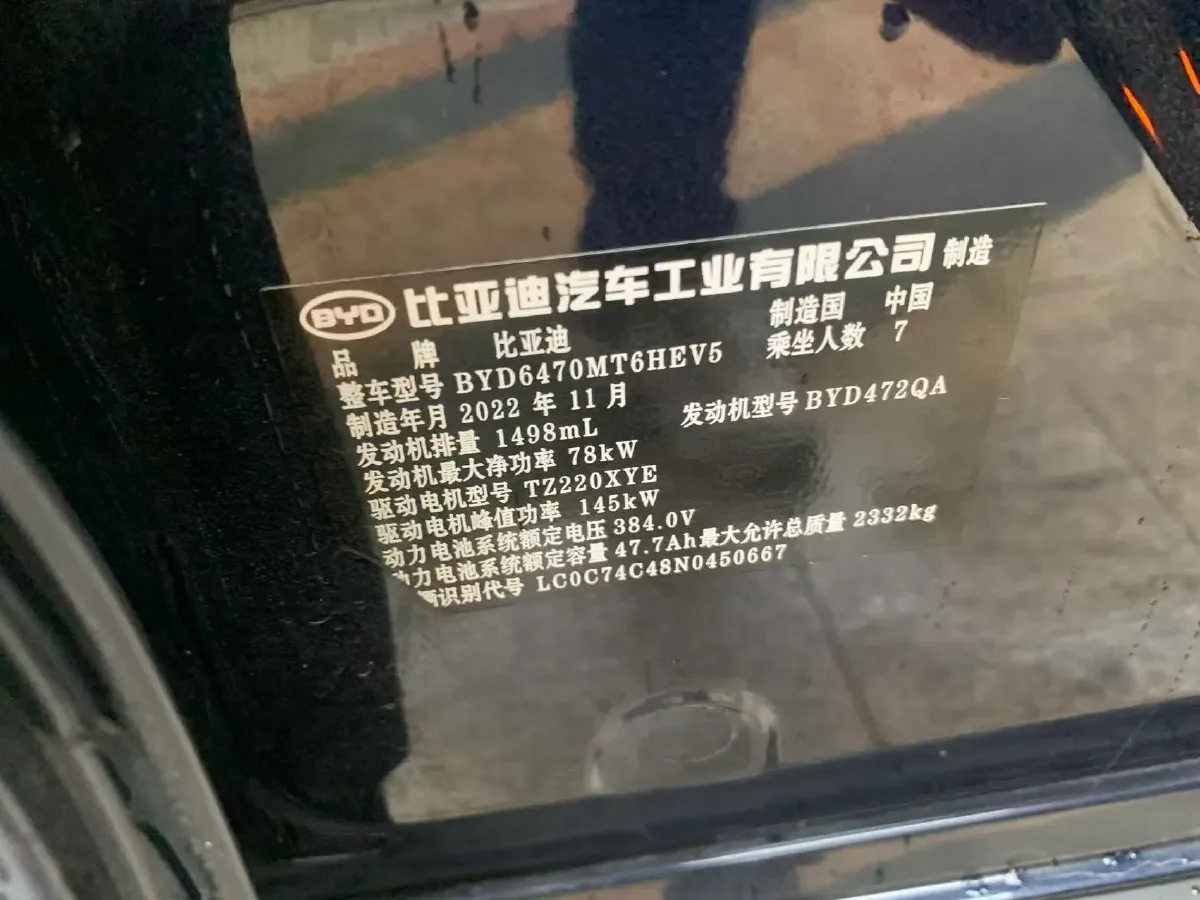 BYD 比亚迪汽车工业有限公司 制造
品 牌 比亚迪 制造国 中国
整车型号 BYD6470MT6HEV5 乘坐人数 7
制造年月 2022 年 11 月
发动机排量 1498mL 发动机型号 BYD472QA
发动机最大净功率 78kW
驱动电机型号 TZ220XYE
驱动电机峰值功率 145kW
动力电池系统额定电压 384.0V
动力电池系统额定容量 47.7Ah 最大允许总质量 2332kg
辆识别代号 LC0C74C48N0450667